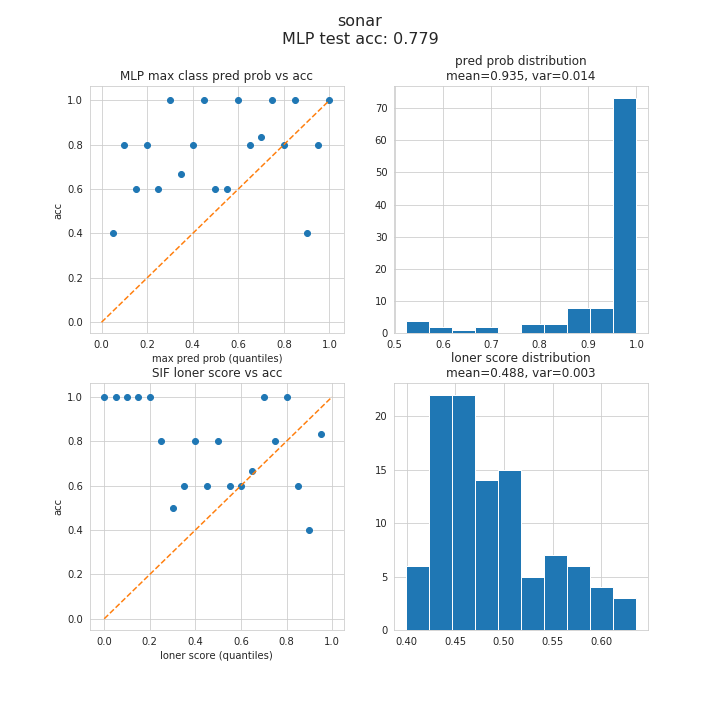 sonar
MLP test acc: 0.779
MLP max class pred prob vs acc
1.0
0.8
0.6
0.4
0.2
0.0
acc
0.0 0.2 0.4 0.6 0.8 1.0
max pred prob (quantiles)
pred prob distribution
mean=0.935, var=0.014
70
60
50
40
30
20
10
0
0.5 0.6 0.7 0.8 0.9 1.0
SIF loner score vs acc
1.0
0.8
0.6
0.4
0.2
0.0
acc
0.0 0.2 0.4 0.6 0.8 1.0
loner score (quantiles)
loner score distribution
mean=0.488, var=0.003
20
15
10
5
0
0.40 0.45 0.50 0.55 0.60